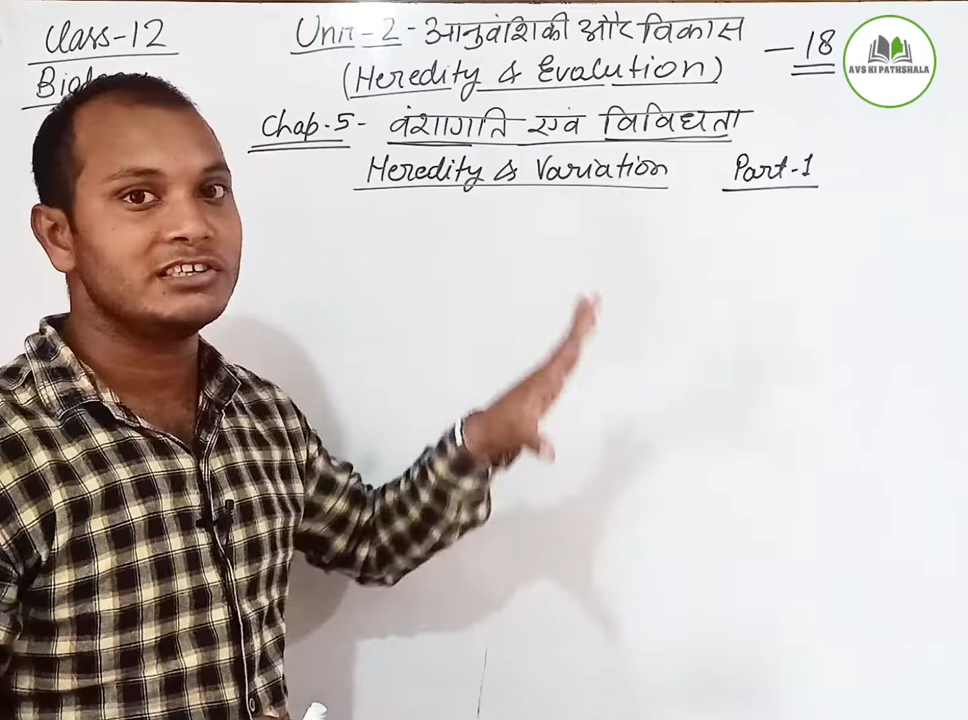 Class-12
Unit-2-आनुवंशिकी और विकास
-18
Biology
(Heredity & Evalution)
AVS KI PATHSHALA
Chap.5- वंशागति एवं विविधता
Heredity & Variation
Part-1